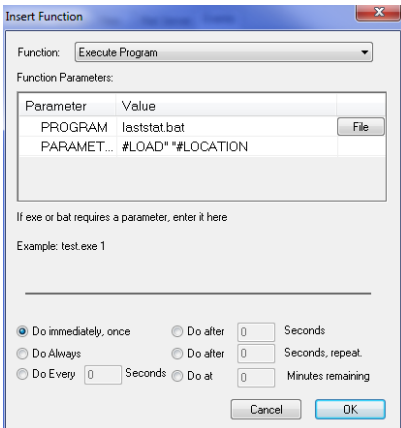 Insert Function
Function: Execute Program
Function Parameters:
Parameter Value
PROGRAM laststat.bat File
PARAMET... #LOAD" "#LOCATION
If exe or bat requires a parameter, enter it here
Example: test.exe 1
Do immediately, once Do after 0 Seconds
Do Always Do after 0 Seconds, repeat.
Do Every 0 Seconds Do at 0 Minutes remaining
Cancel OK